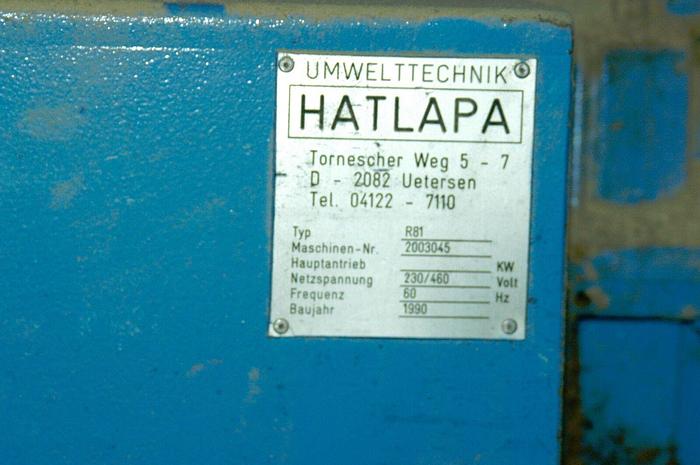 UMWELTTECHNIK
HATLAPA
Tornescher Weg 5 - 7
D - 2082 Uetersen
Tel. 04122 - 7110
Typ R81
Maschinen-Nr. 2003045
Hauptantrieb KW
Netzspannung 230/460 Volt
Frequenz 60 Hz
Baujahr 1990